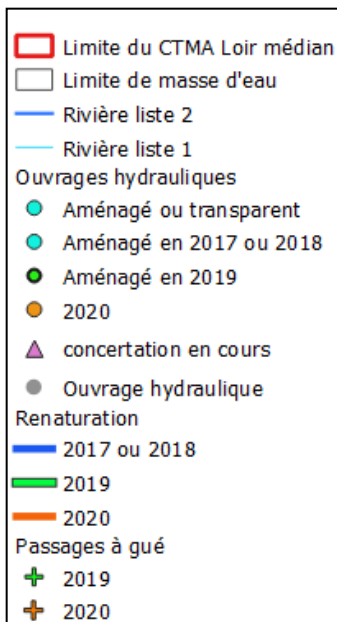 Limite du CTMA Loir médian
Limite de masse d'eau
Rivière liste 2
Rivière liste 1
Ouvrages hydrauliques
Aménagé ou transparent
Aménagé en 2017 ou 2018
Aménagé en 2019
2020
concertation en cours
Ouvrage hydraulique
Renaturation
2017 ou 2018
2019
2020
Passages à gué
2019
2020